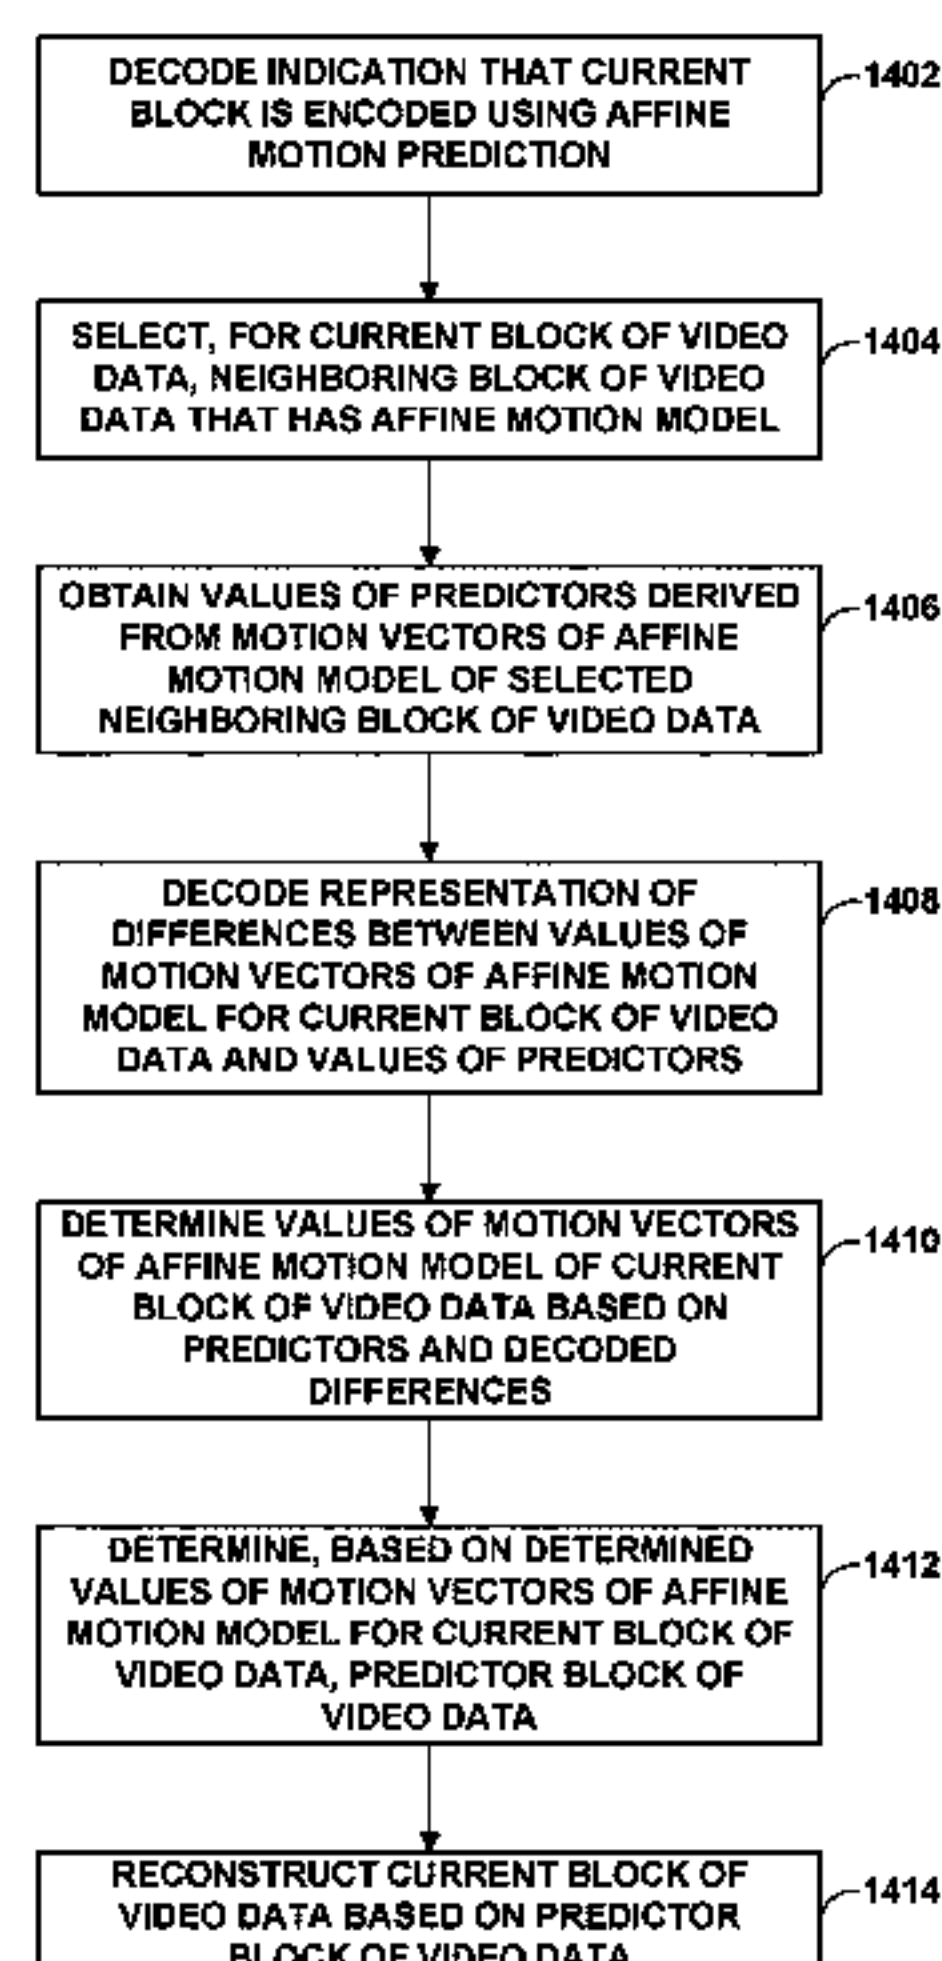 DECODE INDICATION THAT CURRENT
BLOCK IS ENCODED USING AFFINE
MOTION PREDICTION
1402
SELECT, FOR CURRENT BLOCK OF VIDEO
DATA, NEIGHBORING BLOCK OF VIDEO
DATA THAT HAS AFFINE MOTION MODEL
1404
OBTAIN VALUES OF PREDICTORS DERIVED
FROM MOTION VECTORS OF AFFINE
MOTION MODEL OF SELECTED
NEIGHBORING BLOCK OF VIDEO DATA
1406
DECODE REPRESENTATION OF
DIFFERENCES BETWEEN VALUES OF
MOTION VECTORS OF AFFINE MOTION
MODEL FOR CURRENT BLOCK OF VIDEO
DATA AND VALUES OF PREDICTORS
1408
DETERMINE VALUES OF MOTION VECTORS
OF AFFINE MOTION MODEL OF CURRENT
BLOCK OF VIDEO DATA BASED ON
PREDICTORS AND DECODED
DIFFERENCES
1410
DETERMINE, BASED ON DETERMINED
VALUES OF MOTION VECTORS OF AFFINE
MOTION MODEL FOR CURRENT BLOCK OF
VIDEO DATA, PREDICTOR BLOCK OF
VIDEO DATA
1412
RECONSTRUCT CURRENT BLOCK OF
VIDEO DATA BASED ON PREDICTOR
BLOCK OF VIDEO DATA
1414